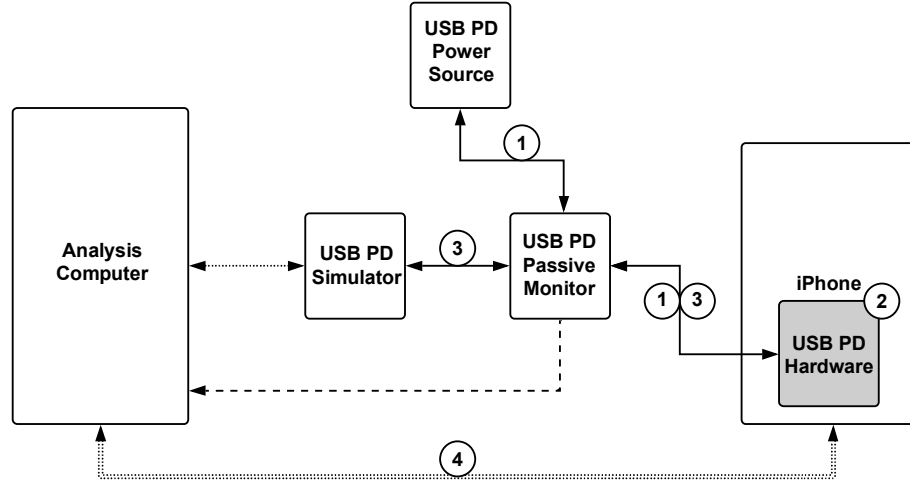 USB PD
Power
Source
1
Analysis
Computer
USB PD
Simulator
3
USB PD
Passive
Monitor
1
3
iPhone
2
USB PD
Hardware
4